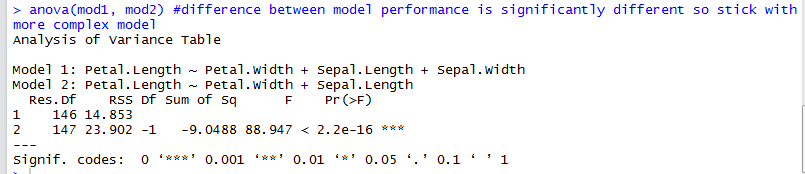 > anova(mod1, mod2) #difference between model performance is significantly different so stick with
more complex model
Analysis of Variance Table

Model 1: Petal.Length ~ Petal.Width + Sepal.Length + Sepal.Width
Model 2: Petal.Length ~ Petal.Width + Sepal.Length
  Res.Df    RSS Df Sum of Sq      F    Pr(>F)
1    146 14.853
2    147 23.902 -1   -9.0488 88.947 < 2.2e-16 ***
---
Signif. codes:  0 ‘***’ 0.001 ‘**’ 0.01 ‘*’ 0.05 ‘.’ 0.1 ‘ ’ 1
>